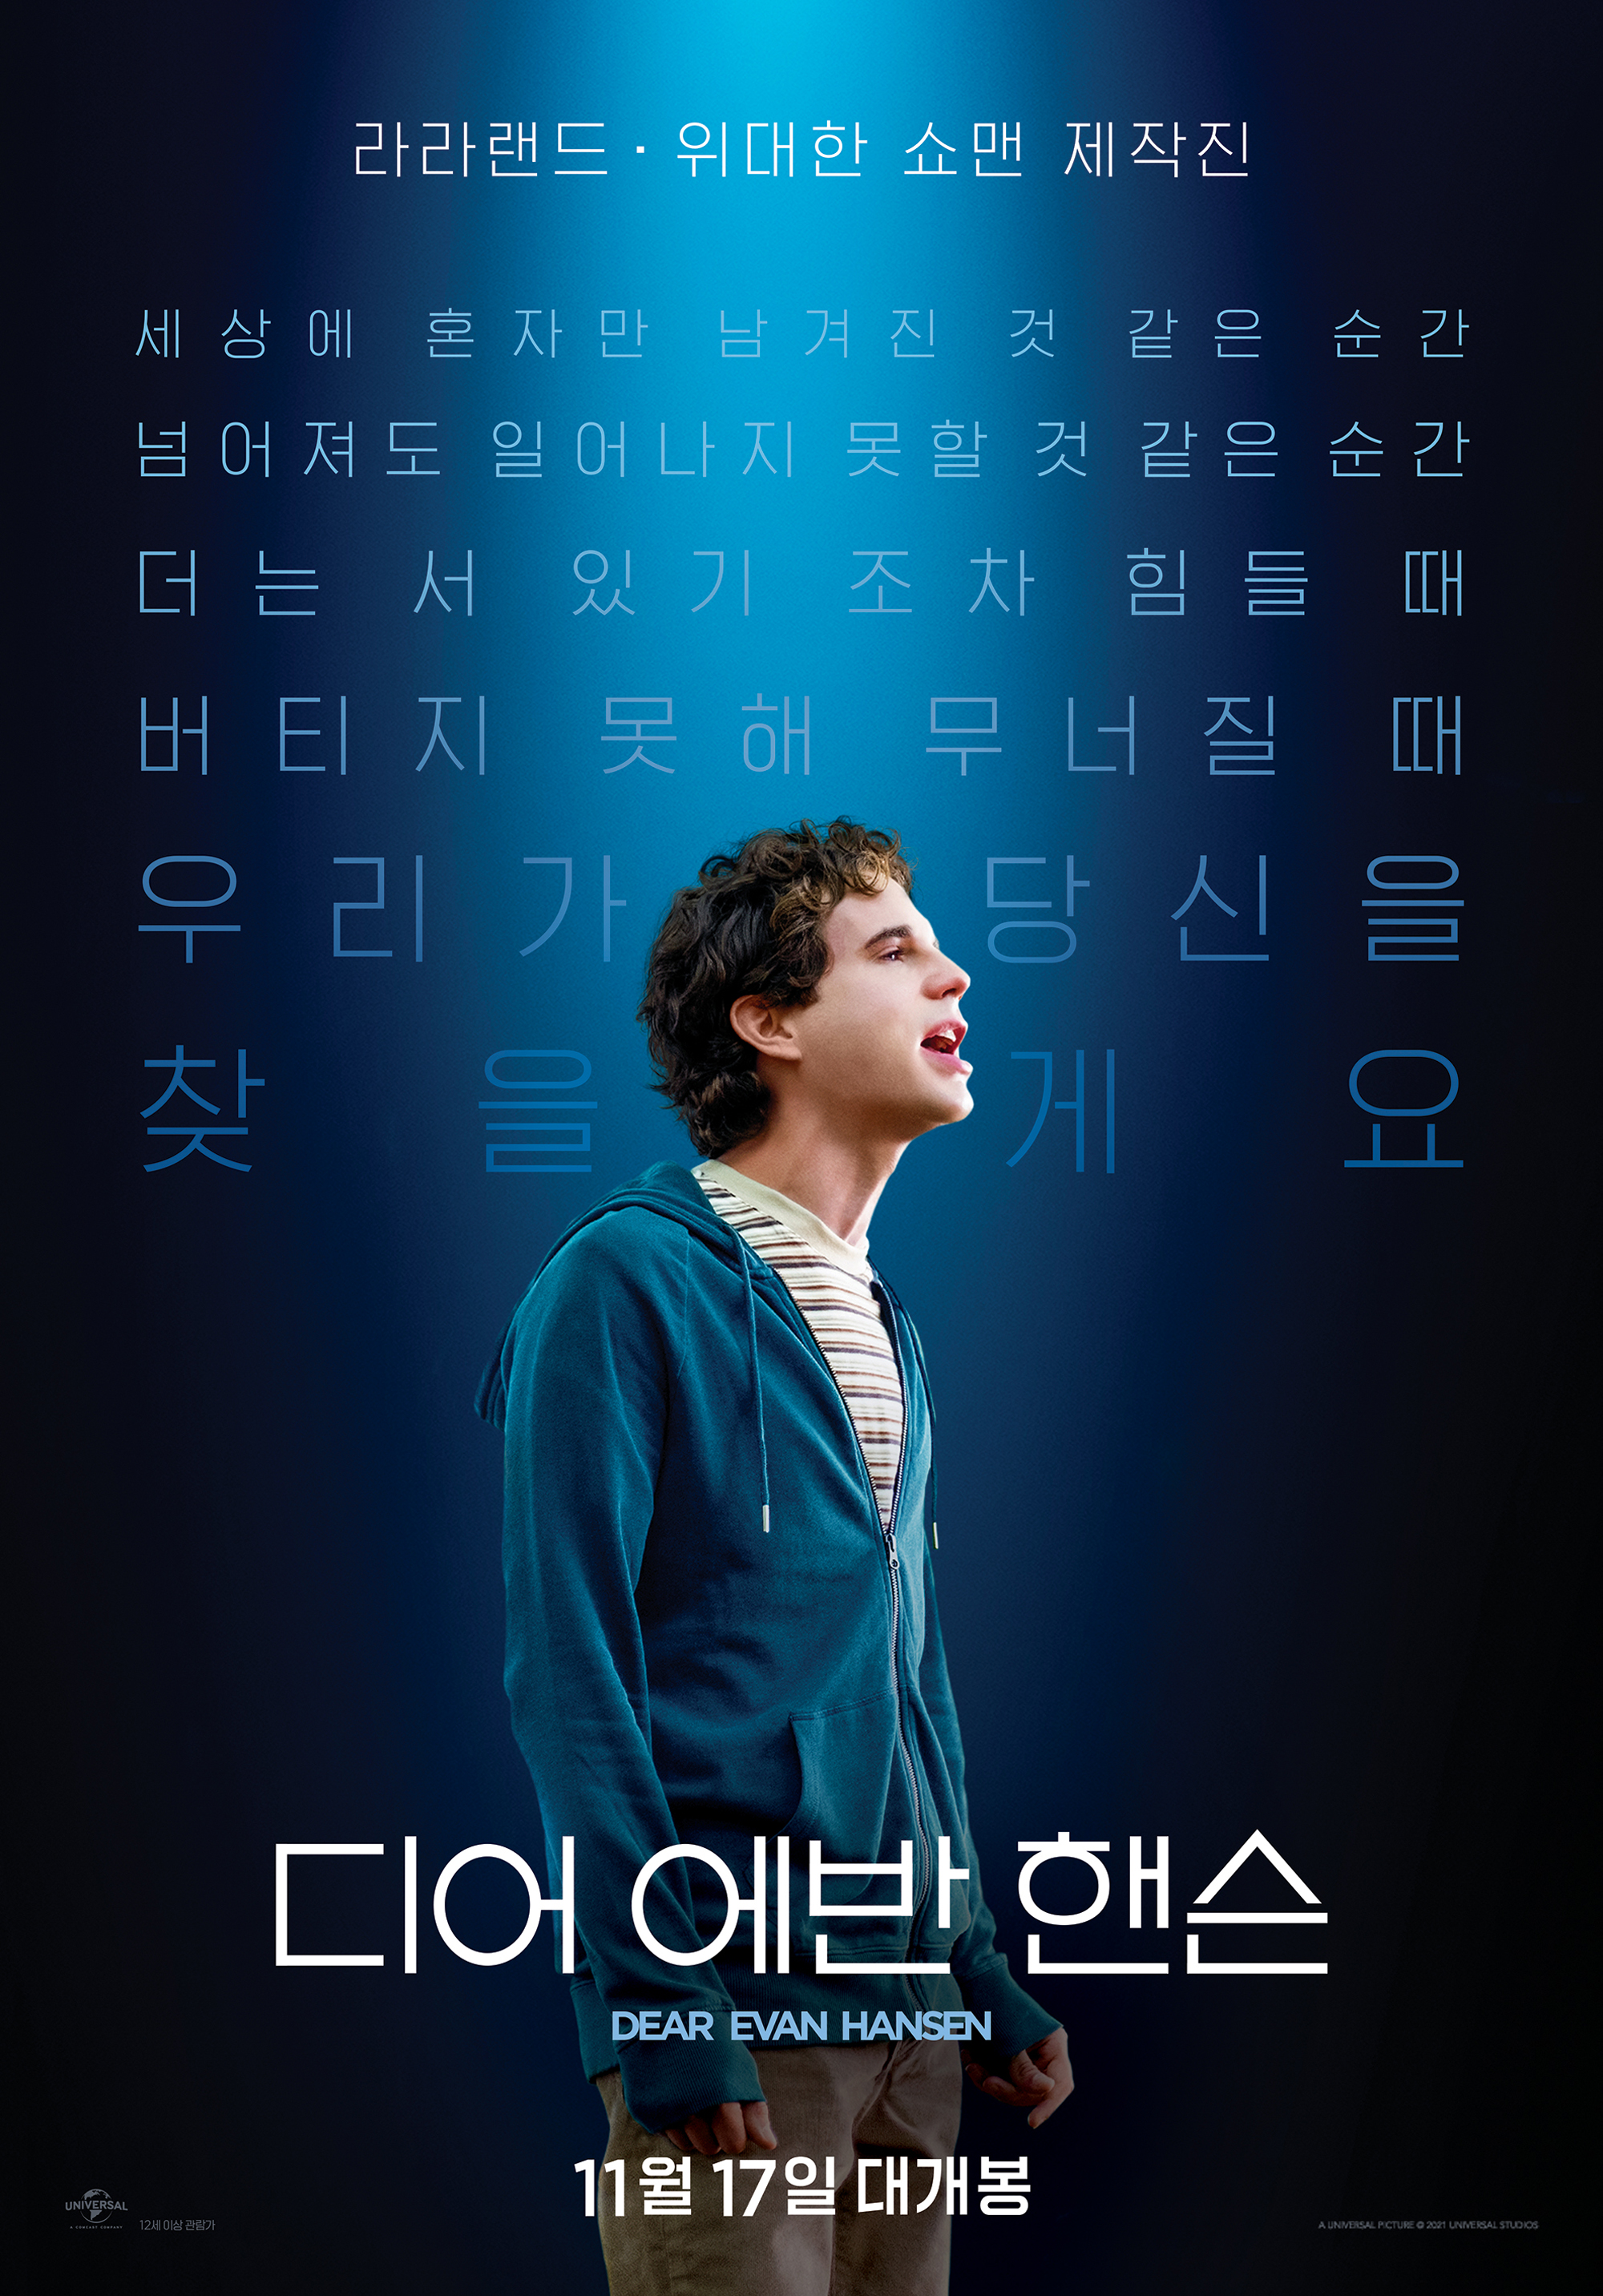 라라랜드·위대한 쇼맨 제작진
세상에 혼자만 남겨진 것 같은 순간
넘어져도 일어나지 못할 것 같은 순간
더는 서 있기 조차 힘들 때
버티지 못해 무너질 때
우리가 당신을
찾을게요
디어 에반 핸슨
DEAR EVAN HANSEN
11월 17일 대개봉
UNIVERSAL
A COMCAST COMPANY
12세 이상 관람가
A UNIVERSAL PICTURE © 2021 UNIVERSAL STUDIOS